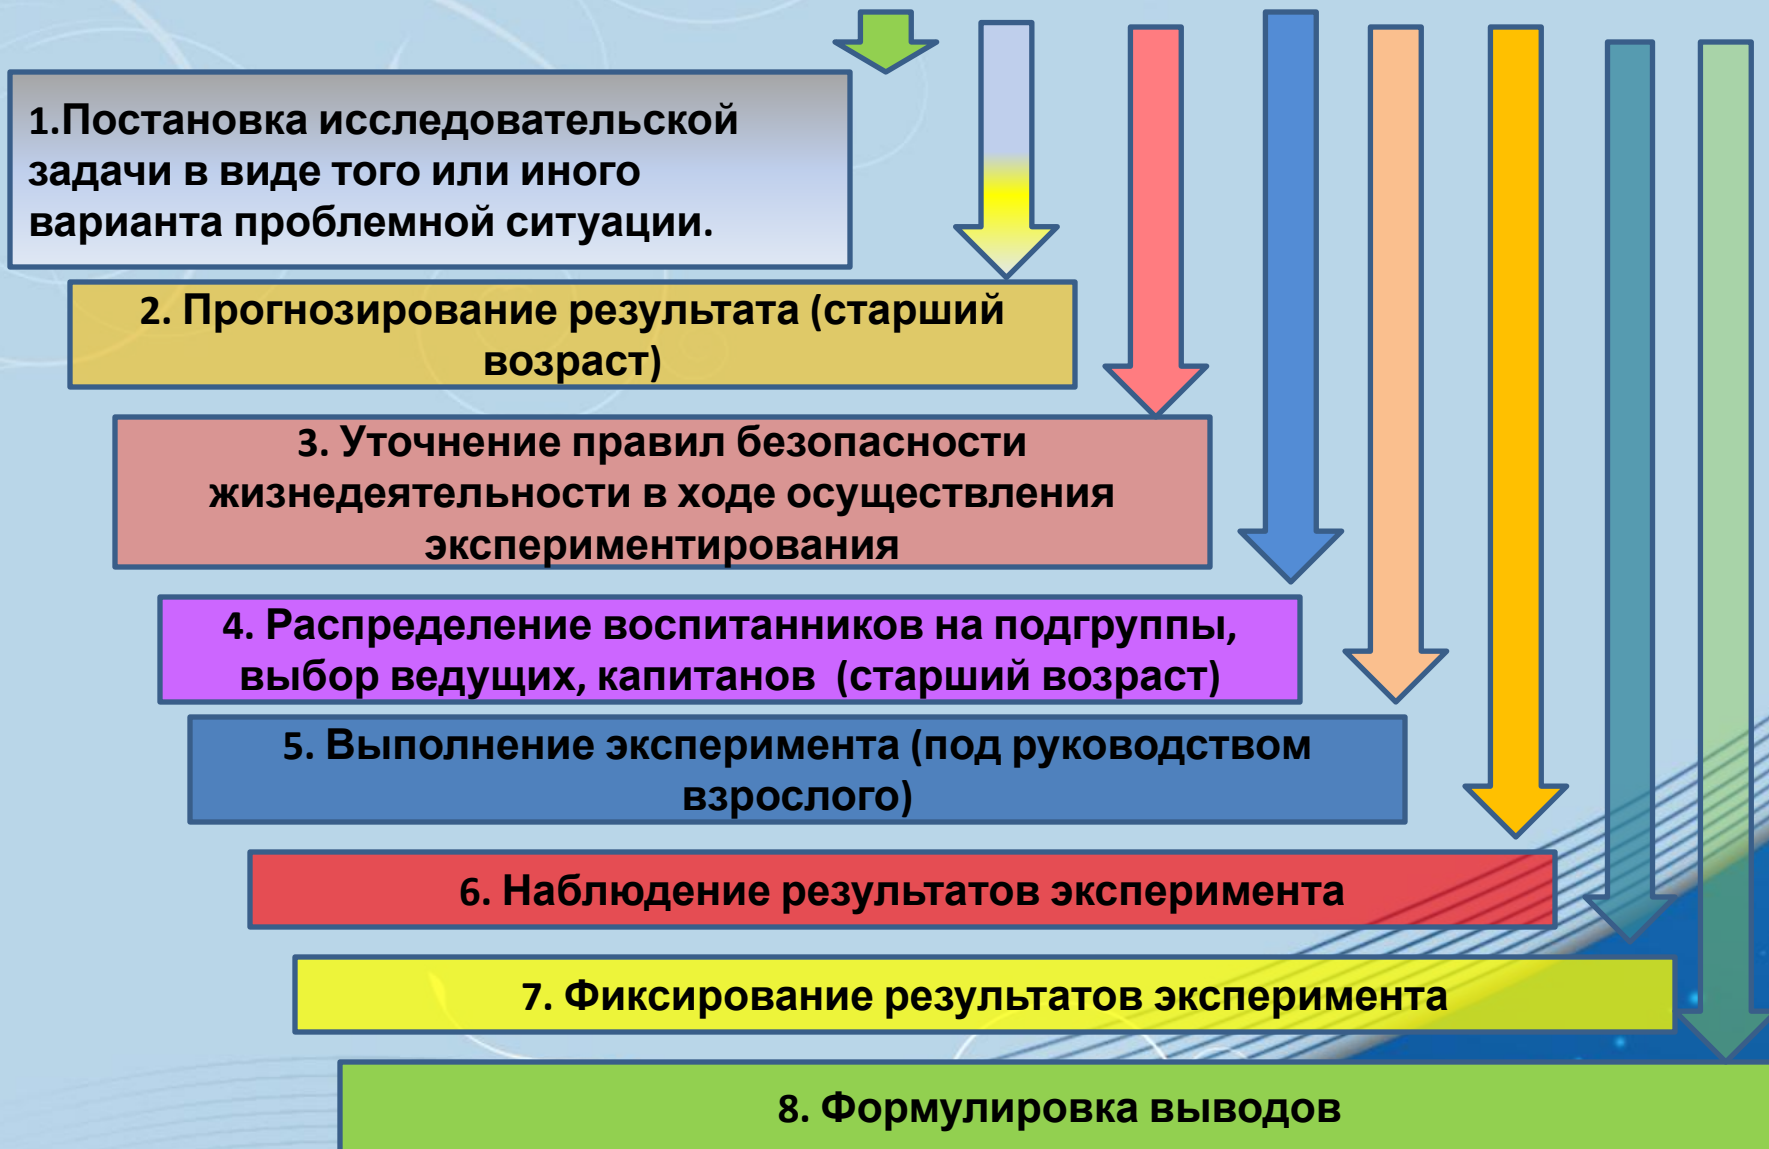 1.Постановка исследовательской
задачи в виде того или иного
варианта проблемной ситуации.
2. Прогнозирование результата (старший
возраст)
3. Уточнение правил безопасности
жизнедеятельности в ходе осуществления
экспериментирования
4. Распределение воспитанников на подгруппы,
выбор ведущих, капитанов (старший возраст)
5. Выполнение эксперимента (под руководством
взрослого)
6. Наблюдение результатов эксперимента
7. Фиксирование результатов эксперимента
8. Формулировка выводов